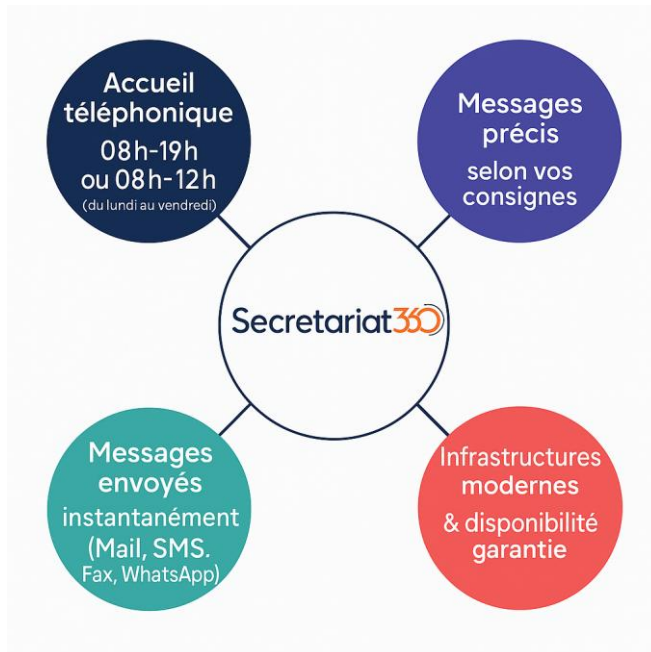 Accueil
téléphonique
08h-19h
ou 08h-12h
(du lundi au vendredi)
Messages
précis
selon vos
consignes
Secretariat360
Messages
envoyés
instantanément
(Mail, SMS.
Fax, WhatsApp)
Infrastructures
modernes
& disponibilité
garantie